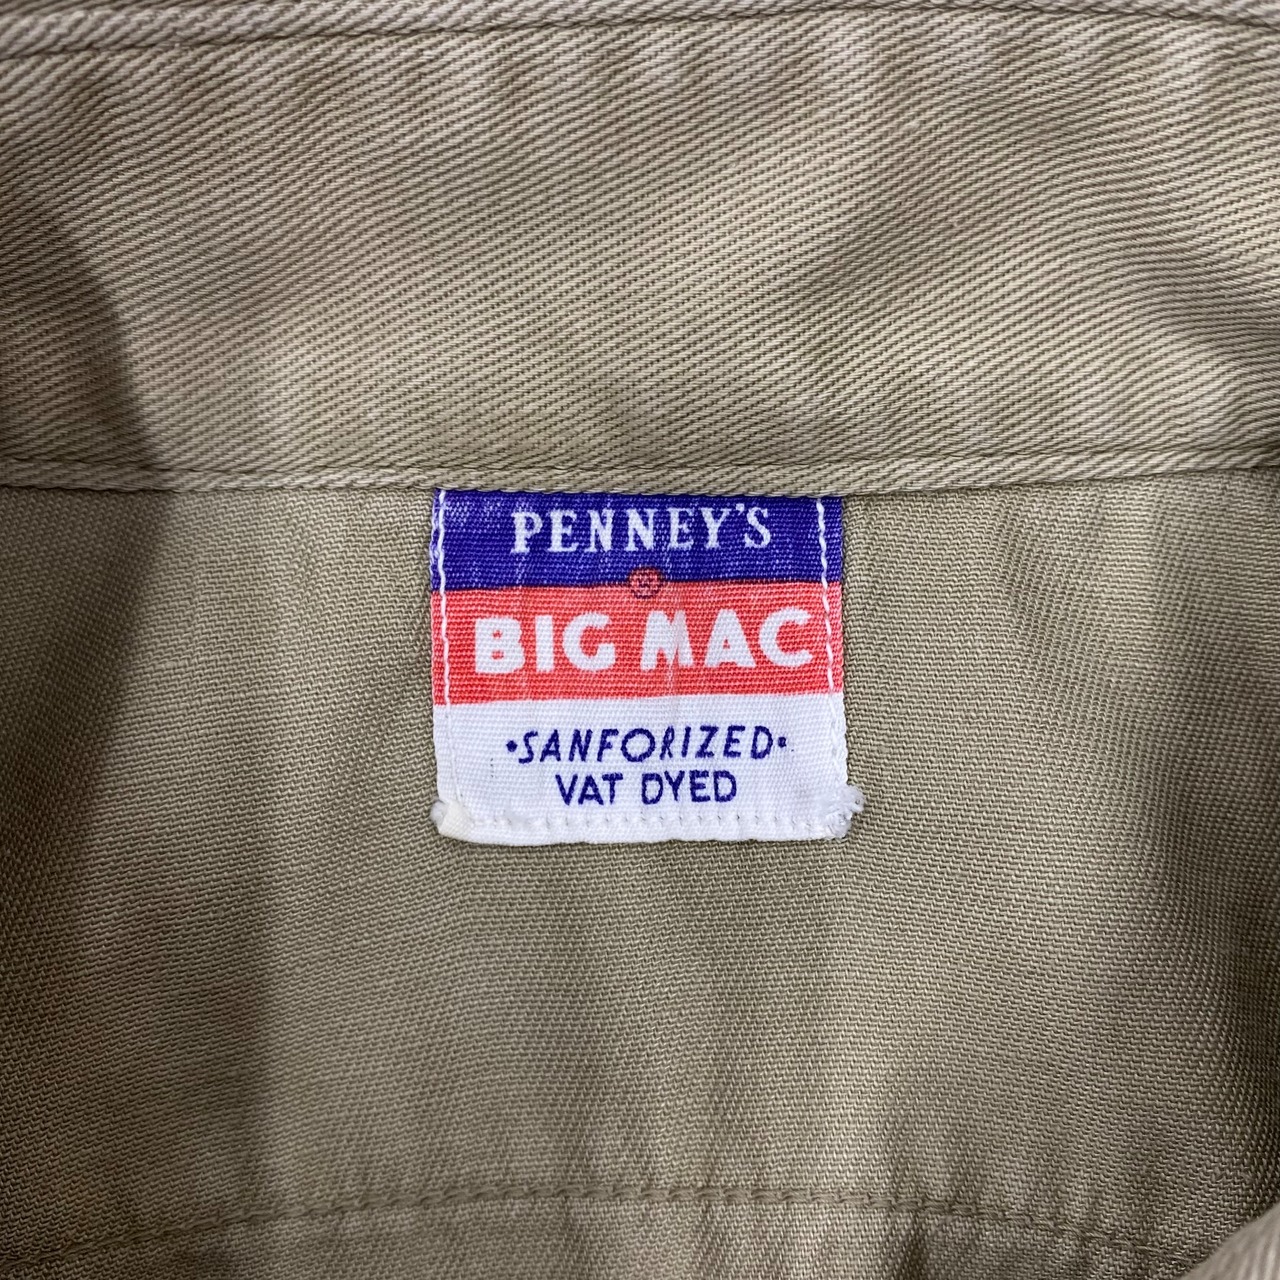 PENNEY'S
®
BIG MAC
•SANFORIZED•
VAT DYED